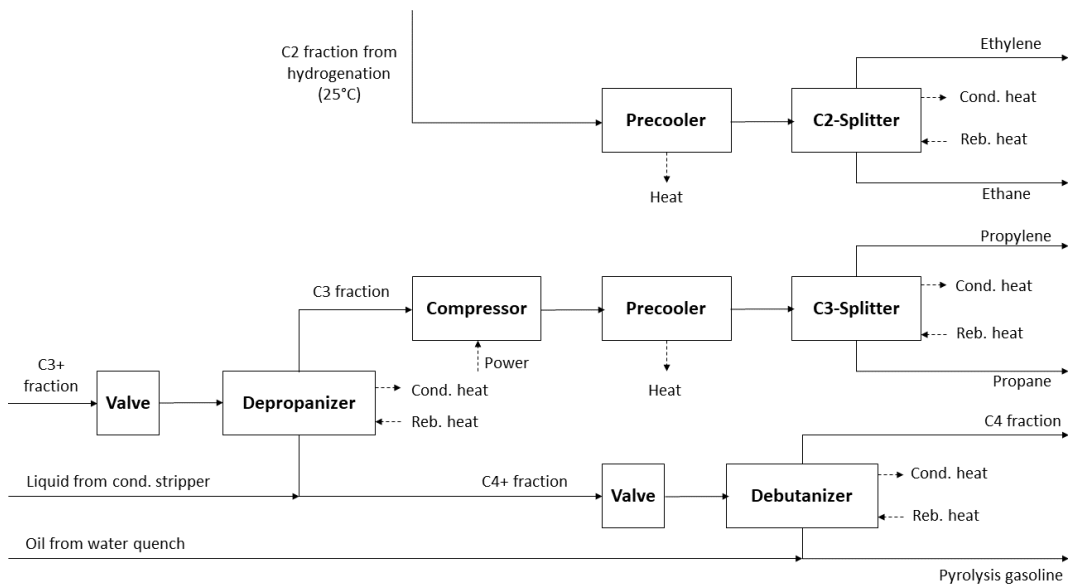 Ethylene
C2 fraction from
hydrogenation
(25°C)
Precooler
C2-Splitter
Cond. heat
Reb. heat
Heat
Ethane
Propylene
C3 fraction
Compressor
Precooler
C3-Splitter
Cond. heat
Reb. heat
Power
Heat
Propane
C3+
fraction
Valve
Depropanizer
Cond. heat
Reb. heat
C4 fraction
Liquid from cond. stripper
C4+ fraction
Valve
Debutanizer
Cond. heat
Reb. heat
Oil from water quench
Pyrolysis gasoline